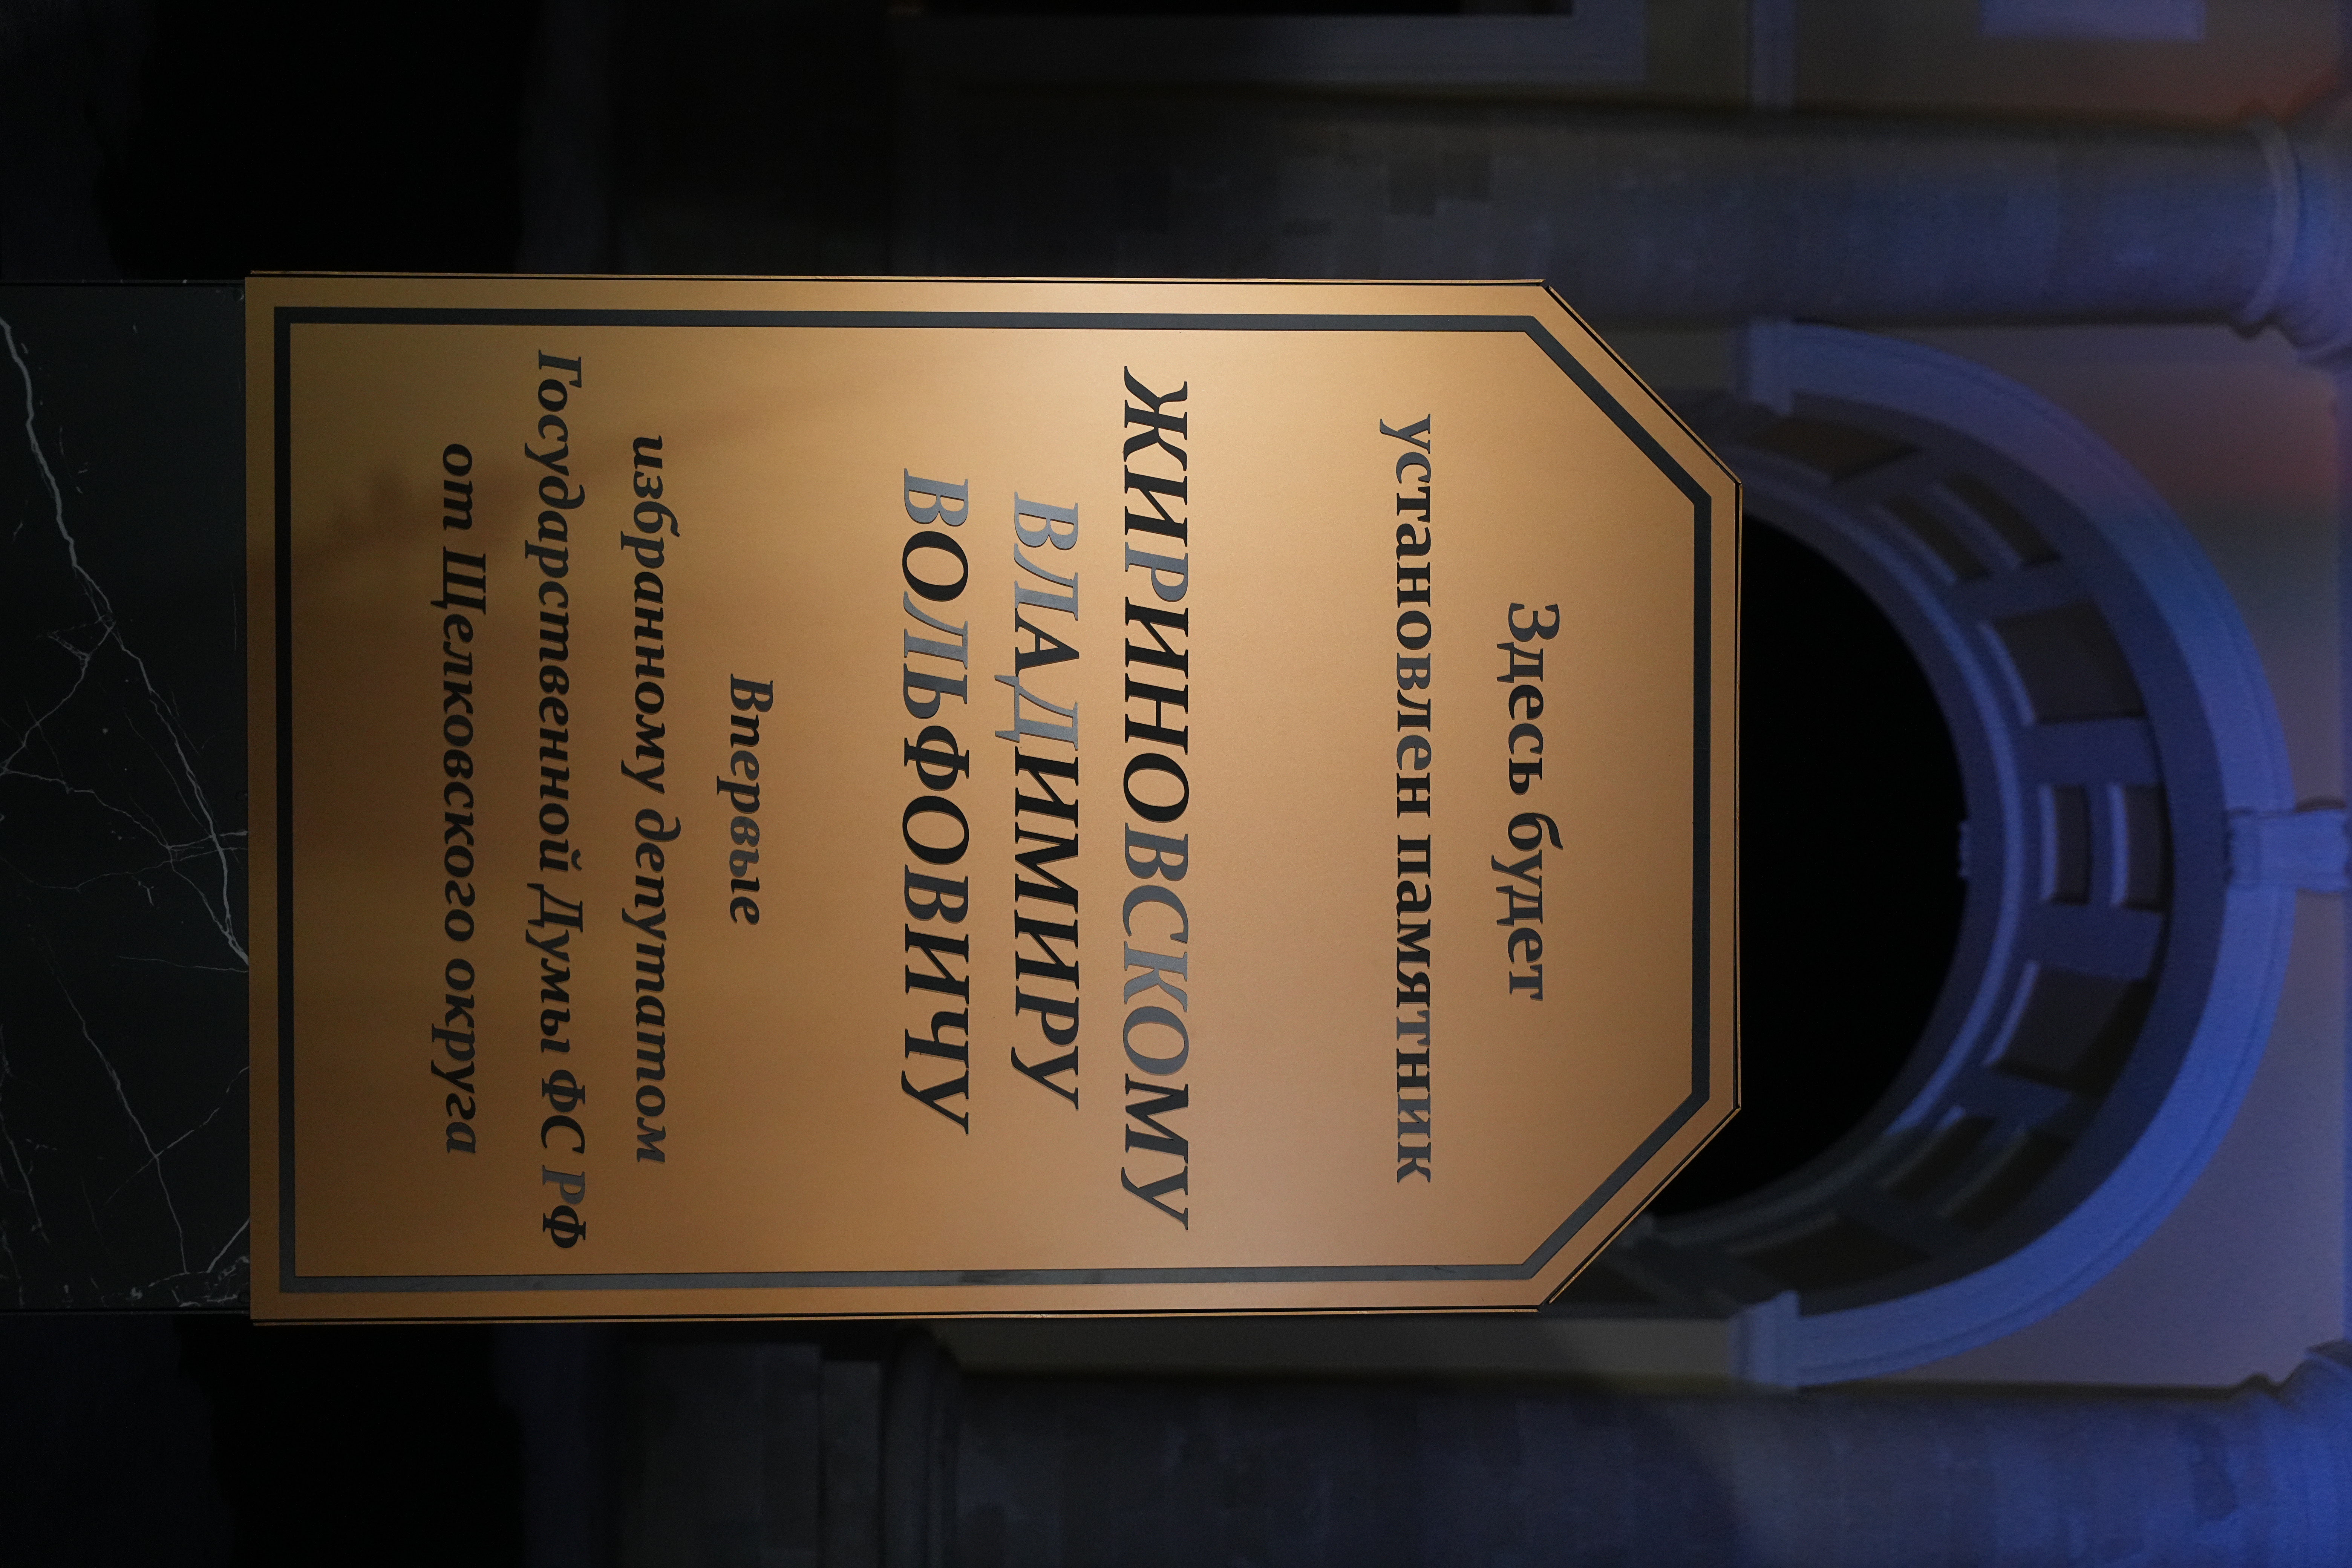 Здесь будет
установлен памятник
ЖИРИНОВСКОМУ
ВЛАДИМИРУ
ВОЛЬФОВИЧУ
Впервые
избранному депутатом
Государственной Думы ФС РФ
от Щелковского округа